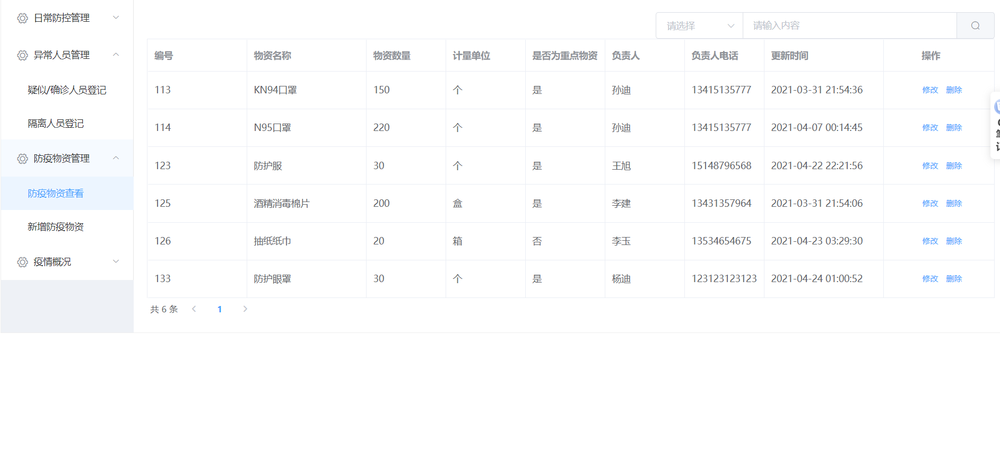 日常防控管理
异常人员管理
疑似/确诊人员登记
隔离人员登记
防疫物资管理
防疫物资查看
新增防疫物资
疫情概况
请选择 请输入内容
编号 物资名称 物资数量 计量单位 是否为重点物资 负责人 负责人电话 更新时间 操作
113 KN94口罩 150 个 是 孙迪 13415135777 2021-03-31 21:54:36 修改 删除
114 N95口罩 220 个 是 孙迪 13415135777 2021-04-07 00:14:45 修改 删除
123 防护服 30 个 是 王旭 15148796568 2021-04-22 22:21:56 修改 删除
125 酒精消毒棉片 200 盒 是 李建 13431357964 2021-03-31 21:54:06 修改 删除
126 抽纸纸巾 20 箱 否 李玉 13534654675 2021-04-23 03:29:30 修改 删除
133 防护眼罩 30 个 是 杨迪 123123123123 2021-04-24 01:00:52 修改 删除
共 6 条 1